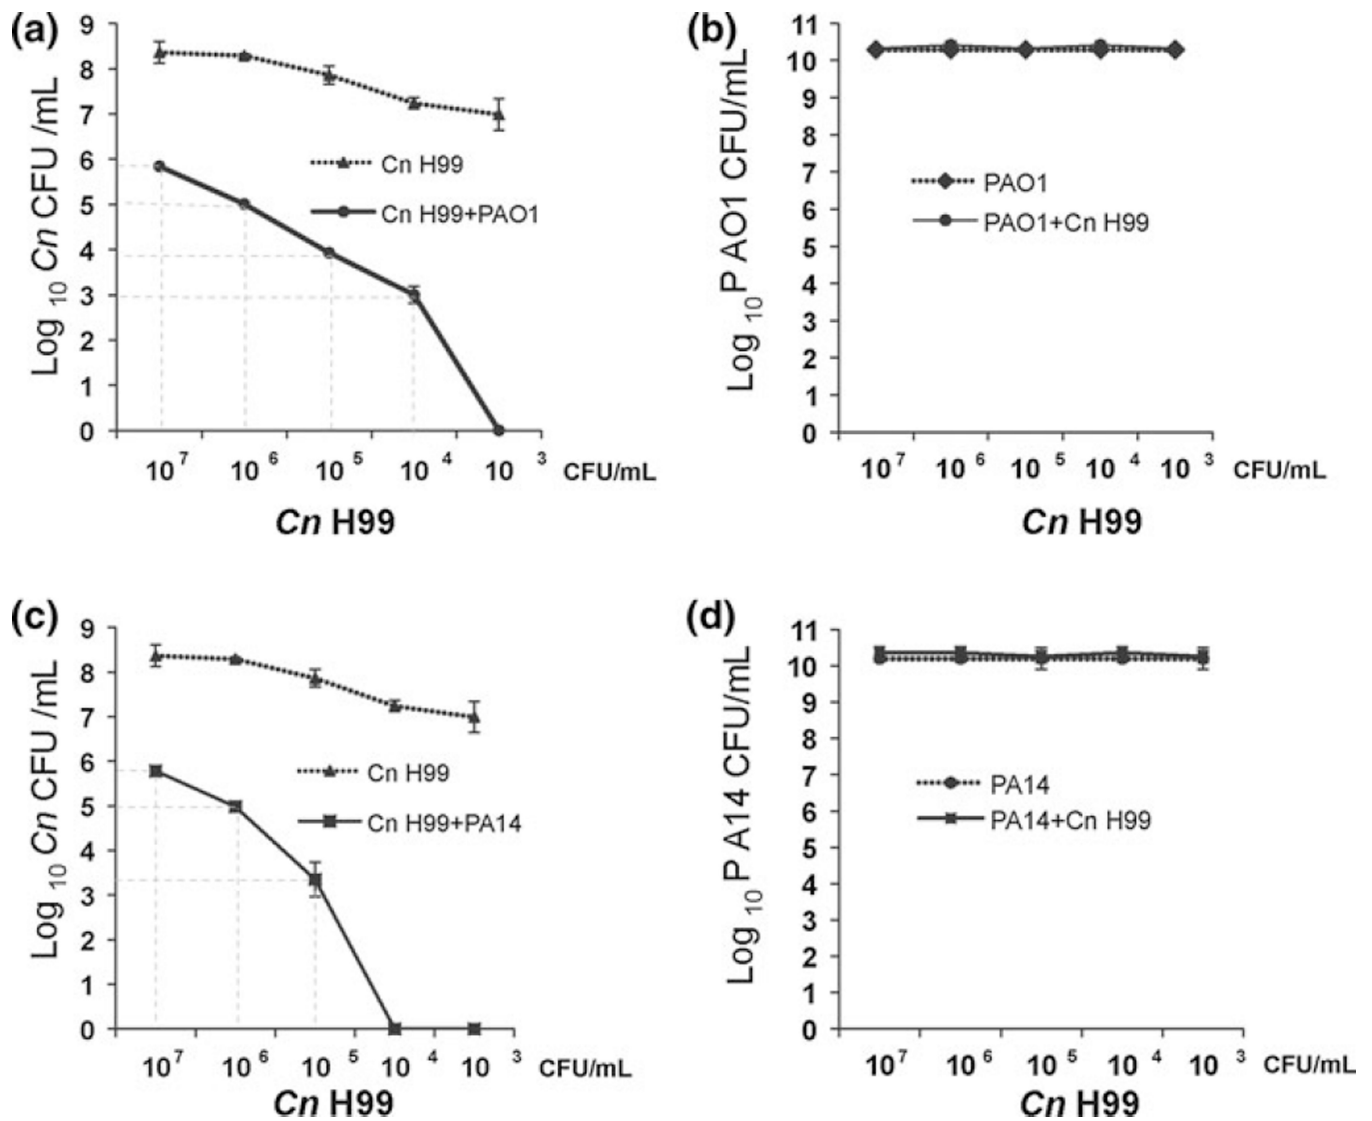 (a)
Log 10 Cn CFU /mL
9
8
7
6
5
4
3
2
1
0
Cn H99
Cn H99+PAO1
10 7 10 6 10 5 10 4 10 3 CFU/mL
Cn H99
(b)
Log 10 P AO1 CFU/mL
11
10
9
8
7
6
5
4
3
2
1
0
PAO1
PAO1+Cn H99
10 7 10 6 10 5 10 4 10 3 CFU/mL
Cn H99
(c)
Log 10 Cn CFU /mL
9
8
7
6
5
4
3
2
1
0
Cn H99
Cn H99+PA14
10 7 10 6 10 5 10 4 10 3 CFU/mL
Cn H99
(d)
Log 10 P A14 CFU/mL
11
10
9
8
7
6
5
4
3
2
1
0
PA14
PA14+Cn H99
10 7 10 6 10 5 10 4 10 3 CFU/mL
Cn H99